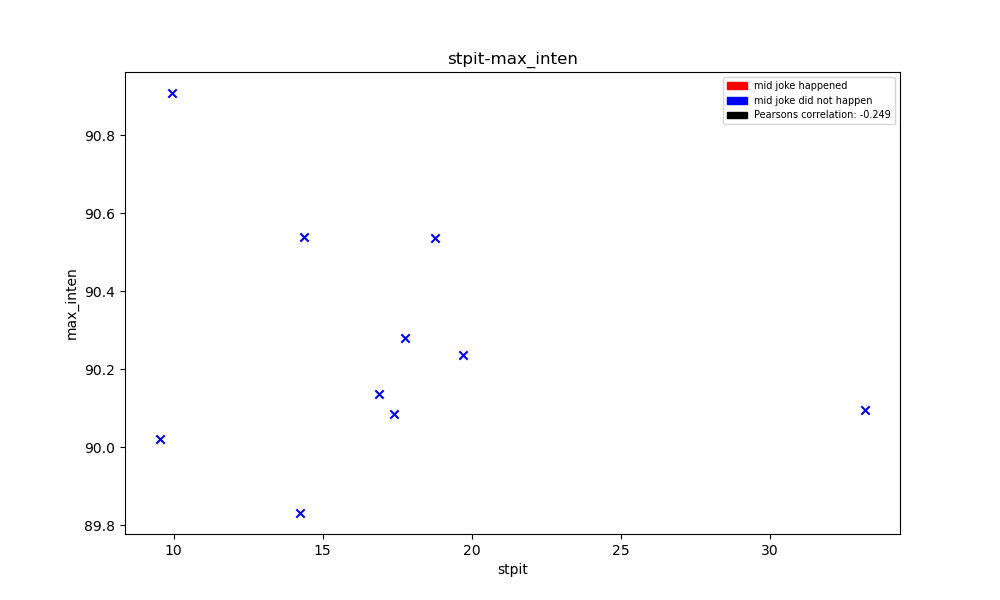 stpit-max_inten
mid joke happened
mid joke did not happen
Pearsons correlation: -0.249
max_inten
90.8
90.6
90.4
90.2
90.0
89.8
10 15 20 25 30
stpit